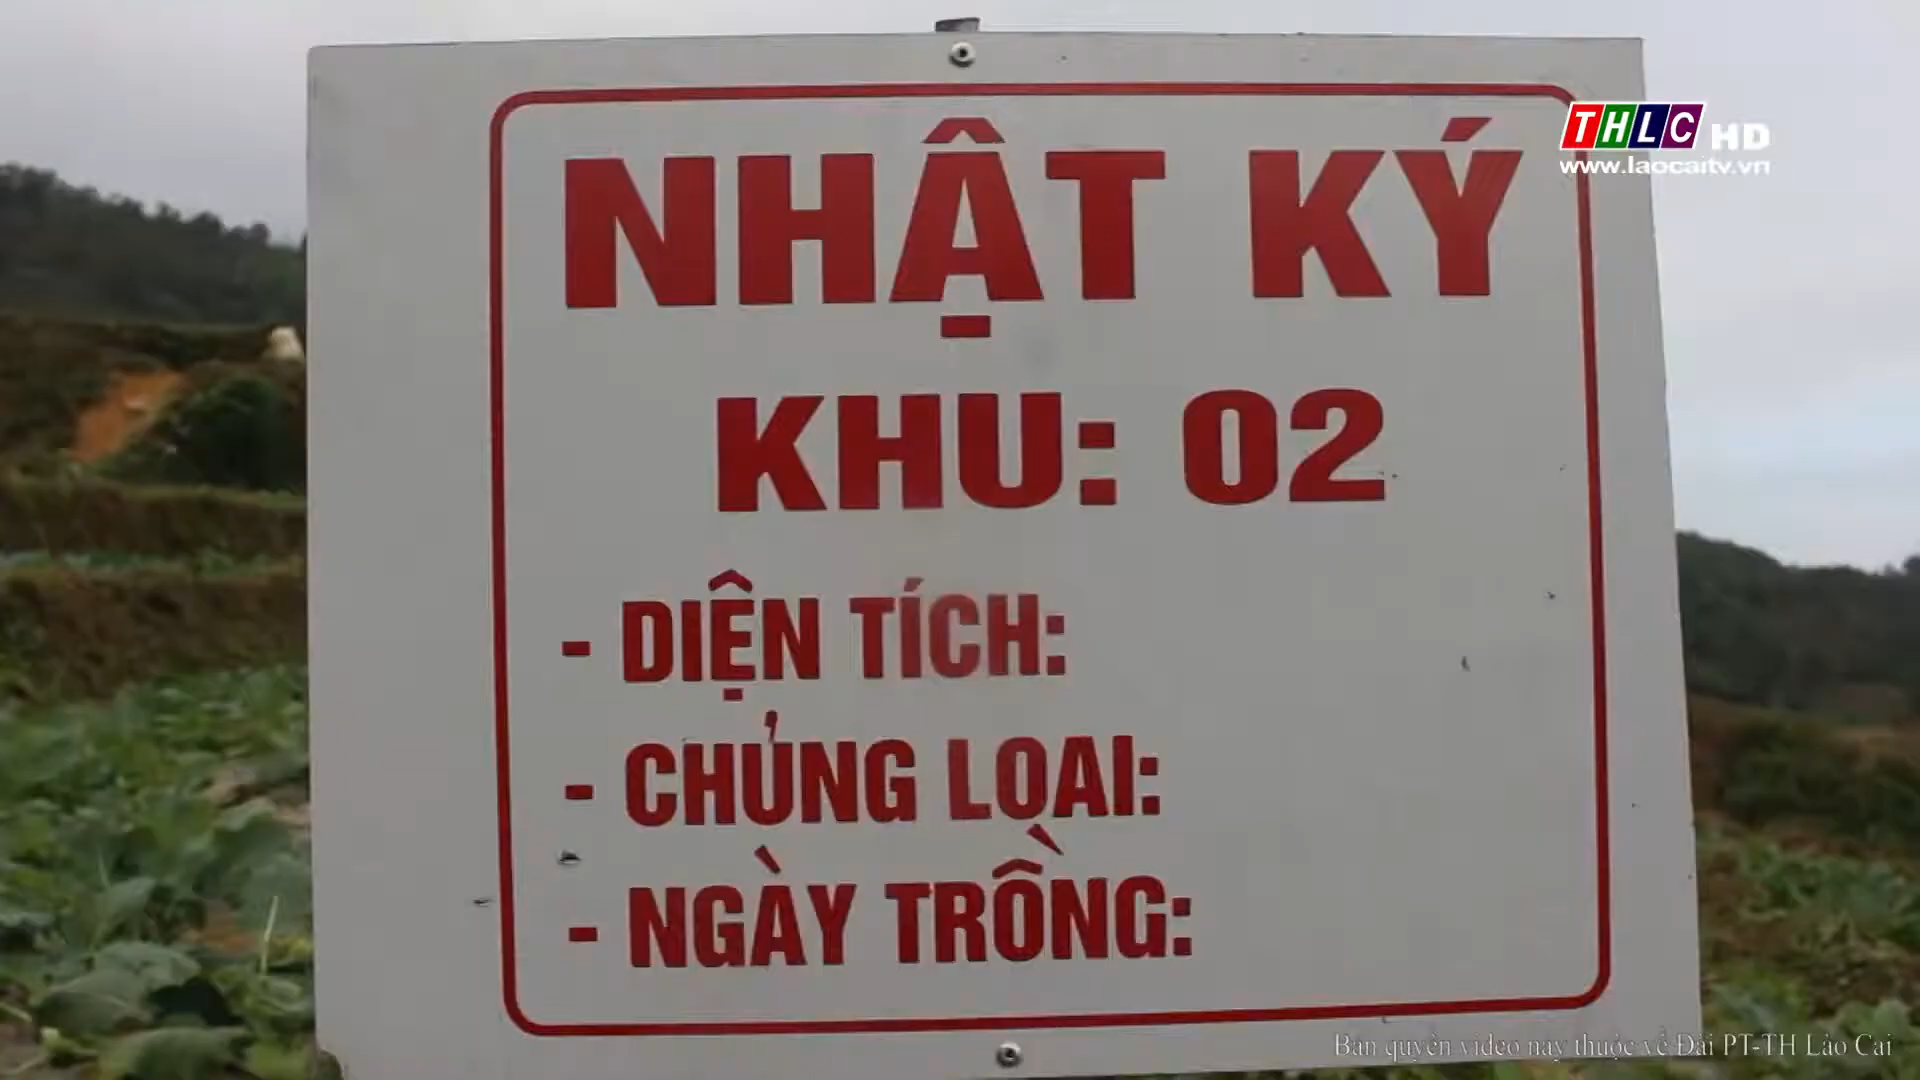 THLC HD
www.laocaitv.vn
NHẬT KÝ
KHU: 02
- DIỆN TÍCH:
- CHỦNG LOAI:
- NGÀY TRỒNG:
Bản quyền video này thuộc về Đài PT-TH Lào Cai